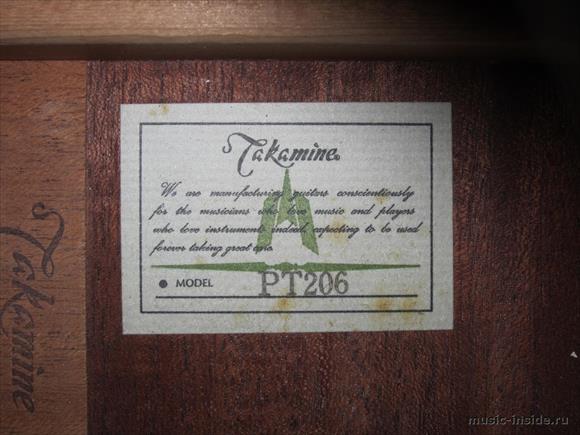 Takamine
We are manufacturing guitars conscientiously
for the musicians who love music and players
who love instruments indeed, expecting to be used
forever taking great care.
MODEL PT206
Takamine
music-inside.ru